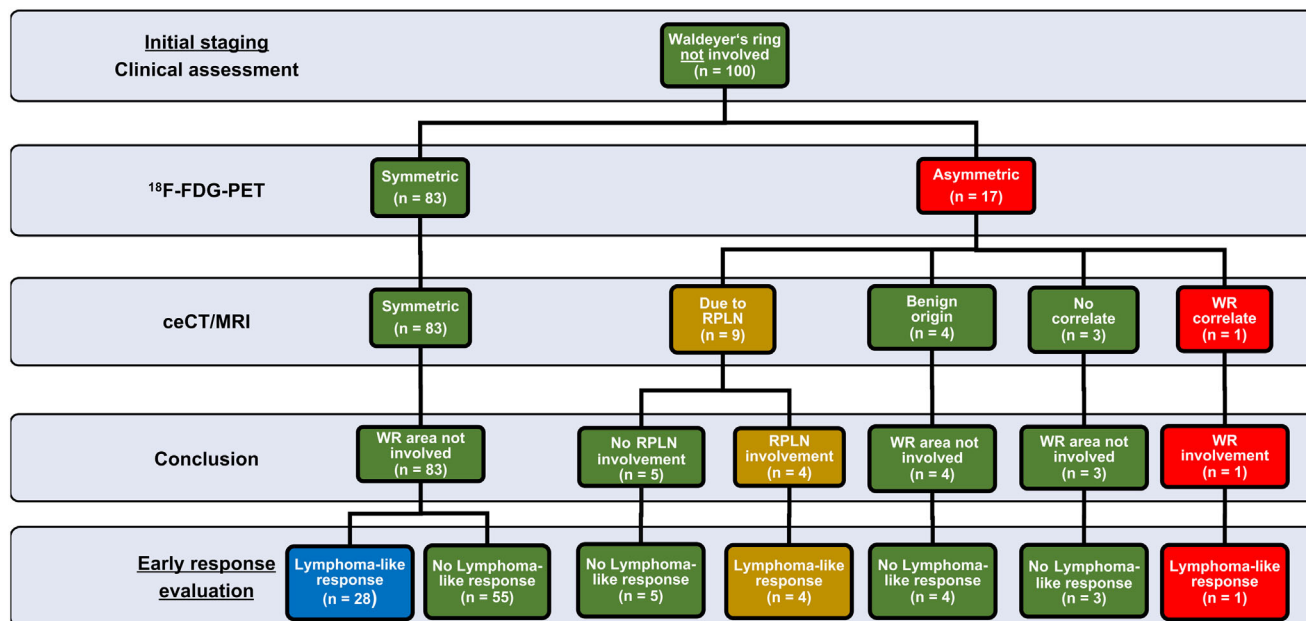 Initial staging
Clinical assessment
Waldeyer‘s ring
not involved
(n = 100)
¹⁸F-FDG-PET
Symmetric
(n = 83)
Asymmetric
(n = 17)
ceCT/MRI
Symmetric
(n = 83)
Due to
RPLN
(n = 9)
Benign
origin
(n = 4)
No
correlate
(n = 3)
WR
correlate
(n = 1)
Conclusion
WR area not
involved
(n = 83)
No RPLN
involvement
(n = 5)
RPLN
involvement
(n = 4)
WR area not
involved
(n = 4)
WR area not
involved
(n = 3)
WR
involvement
(n = 1)
Early response
evaluation
Lymphoma-like
response
(n = 28)
No Lymphoma-
like response
(n = 55)
No Lymphoma-
like response
(n = 5)
Lymphoma-like
response
(n = 4)
No Lymphoma-
like response
(n = 4)
No Lymphoma-
like response
(n = 3)
Lymphoma-like
response
(n = 1)